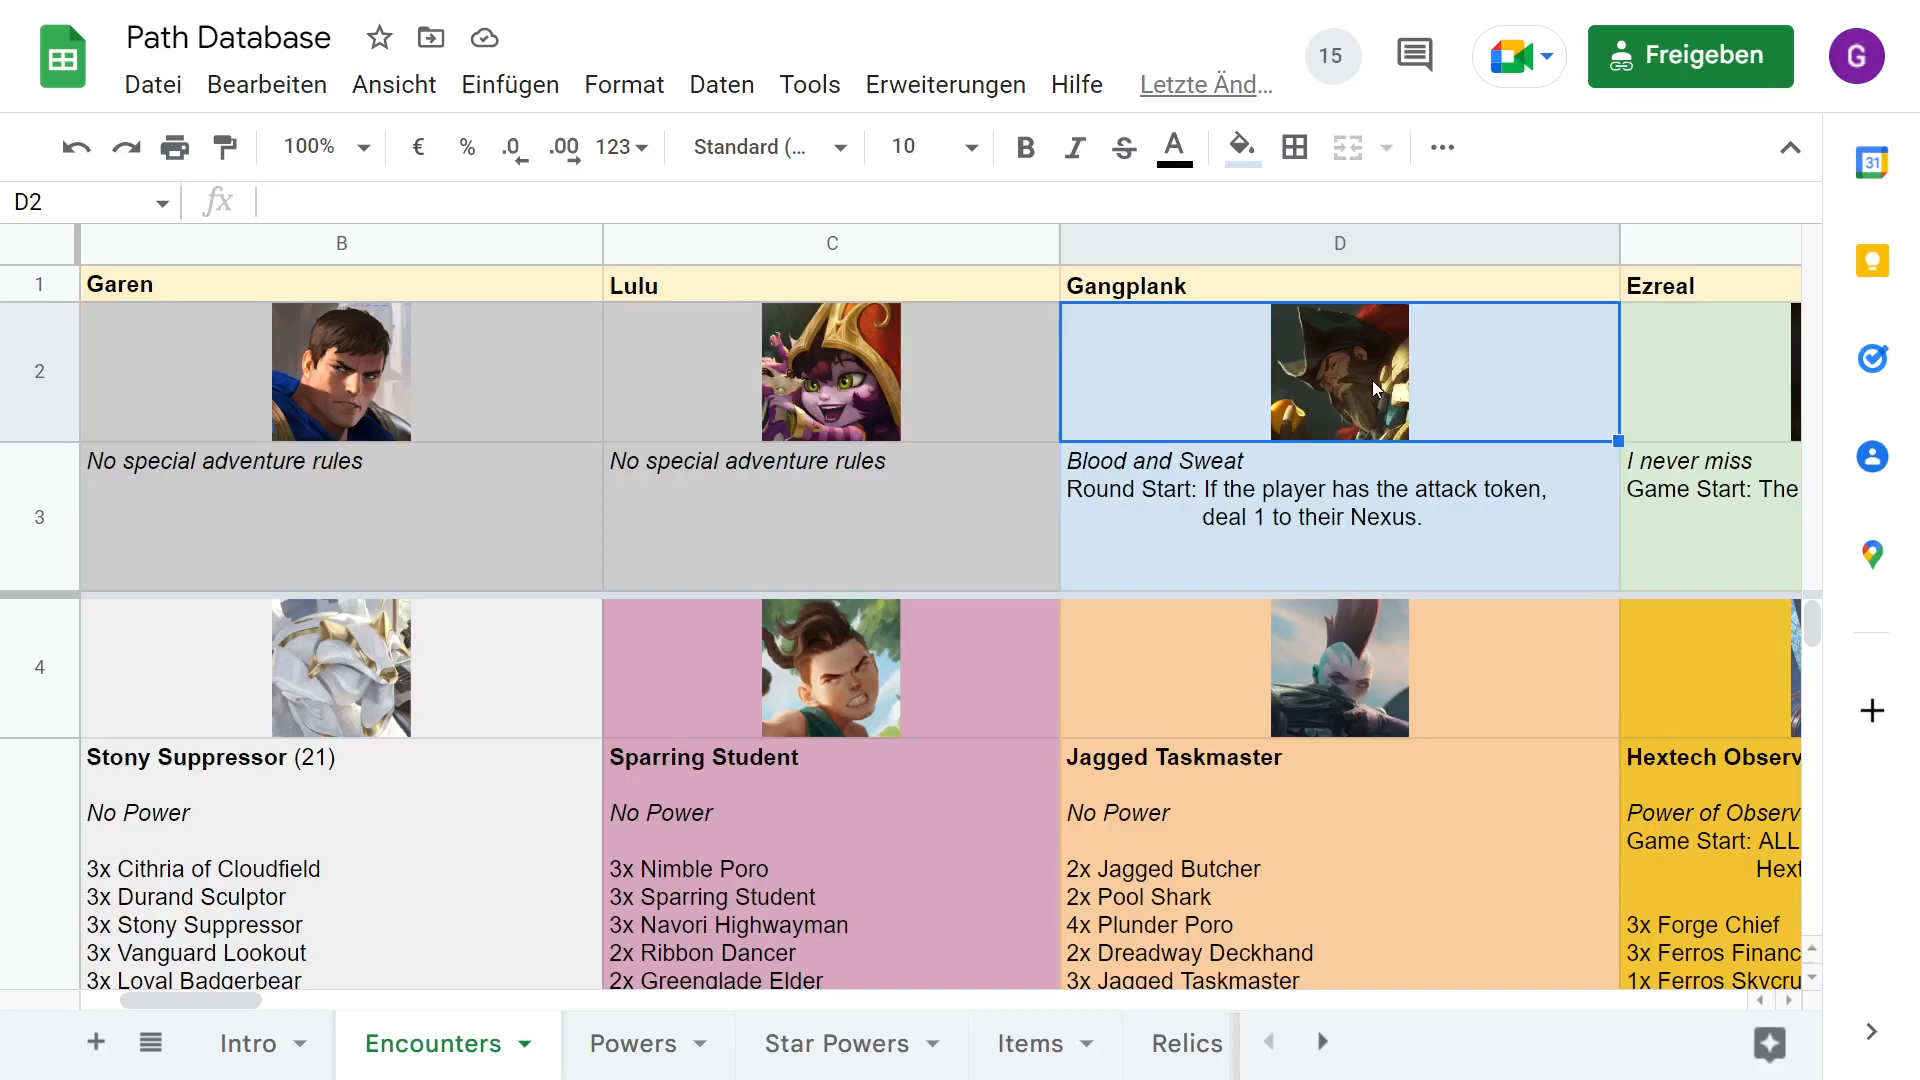 Path Database
15
Freigeben
G
Datei Bearbeiten Ansicht Einfügen Format Daten Tools Erweiterungen Hilfe Letzte Änd...
100% € % .0 .00 123 Standard (... 10 B I S A
31
D2 fx
B C D
1 Garen Lulu Gangplank Ezreal
2
3 No special adventure rules
No special adventure rules
Blood and Sweat
Round Start: If the player has the attack token,
deal 1 to their Nexus.
I never miss
Game Start: The
4
Stony Suppressor (21)
No Power
3x Cithria of Cloudfield
3x Durand Sculptor
3x Stony Suppressor
3x Vanguard Lookout
3x Loyal Badgerbear
Sparring Student
No Power
3x Nimble Poro
3x Sparring Student
3x Navori Highwayman
2x Ribbon Dancer
2x Greenglade Elder
Jagged Taskmaster
No Power
2x Jagged Butcher
2x Pool Shark
4x Plunder Poro
2x Dreadway Deckhand
3x Jagged Taskmaster
Hextech Observ
Power of Observ
Game Start: ALL
Hext
3x Forge Chief
3x Ferros Financ
1x Ferros Skycru
Intro Encounters Powers Star Powers Items Relics